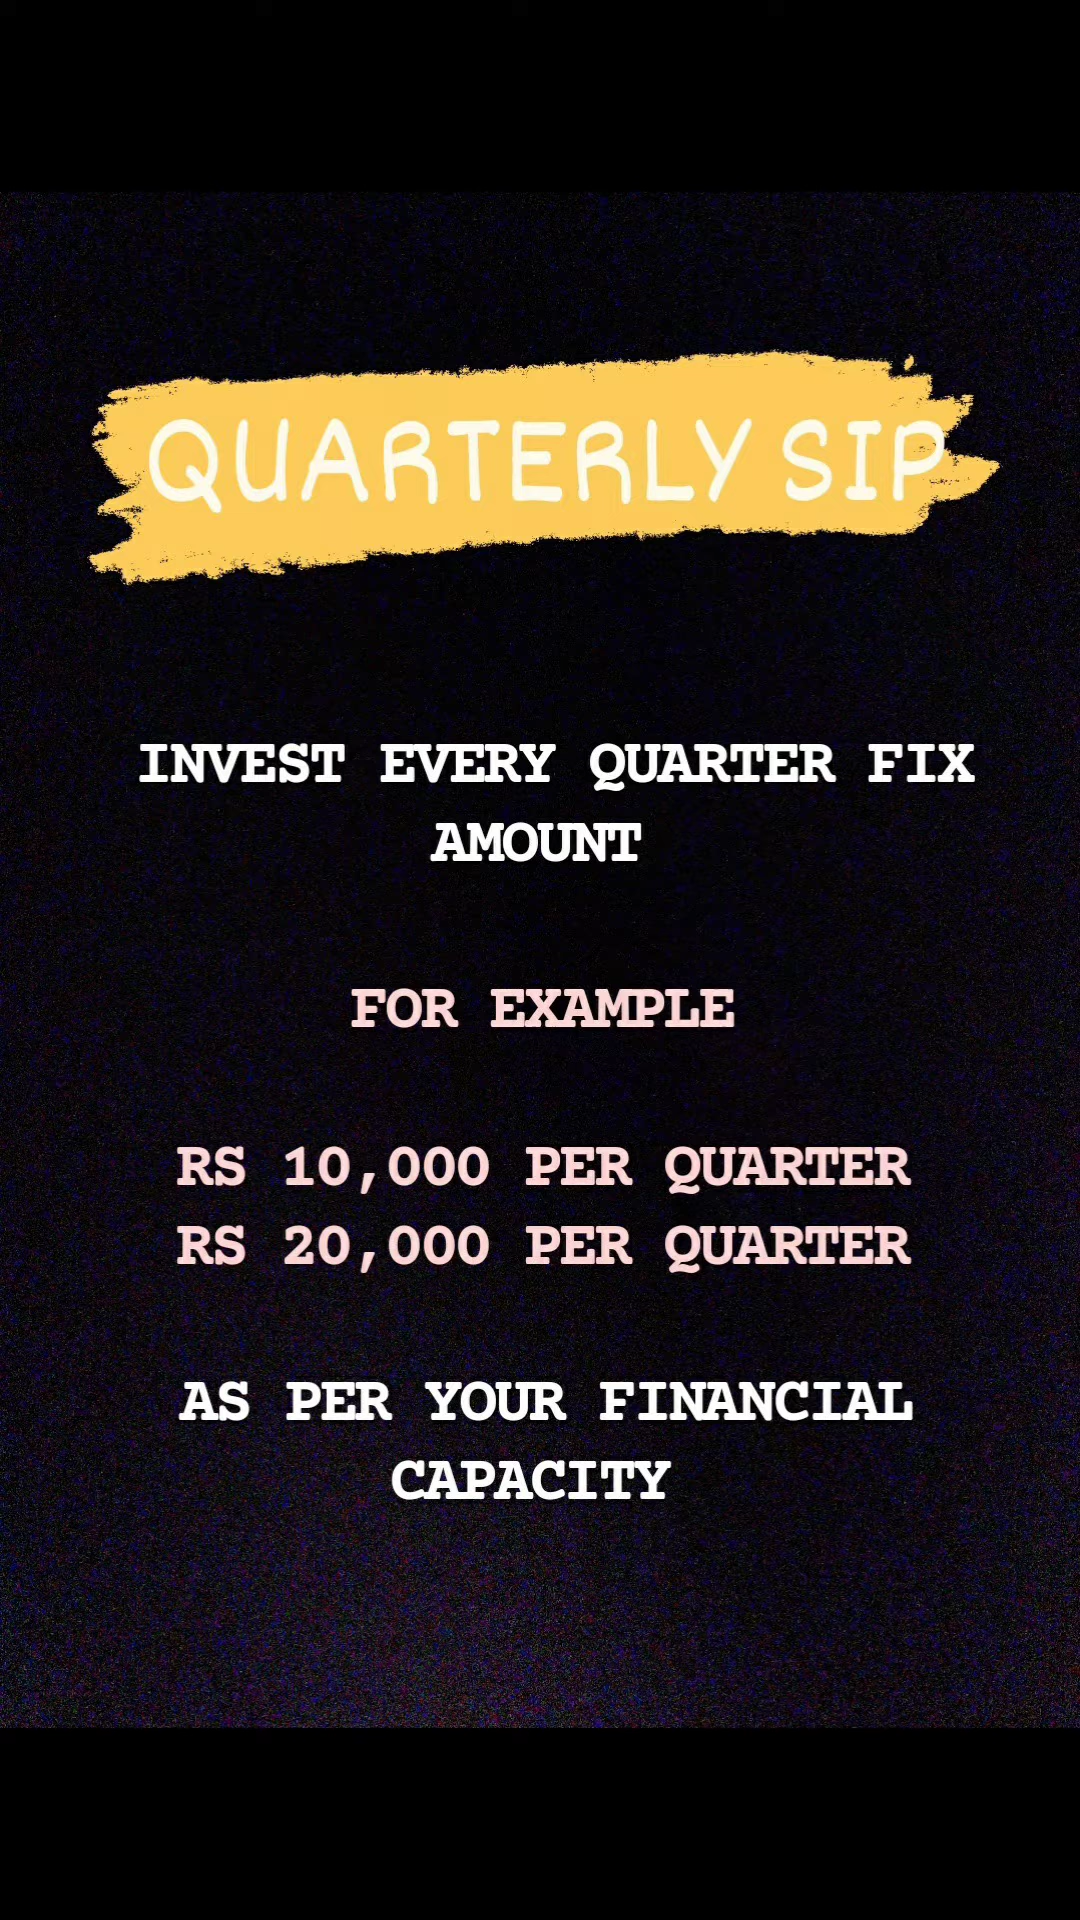 QUARTERLY SIP
INVEST EVERY QUARTER FIX
AMOUNT
FOR EXAMPLE
RS 10,000 PER QUARTER
RS 20,000 PER QUARTER
AS PER YOUR FINANCIAL
CAPACITY